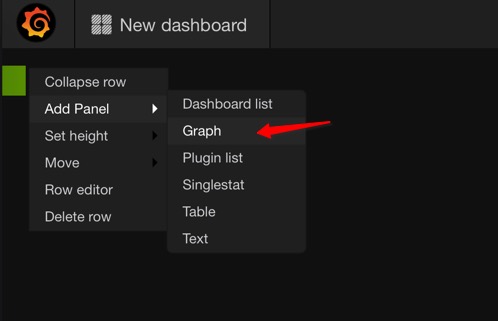 New dashboard
Collapse row
Add Panel
Set height
Move
Row editor
Delete row
Dashboard list
Graph
Plugin list
Singlestat
Table
Text